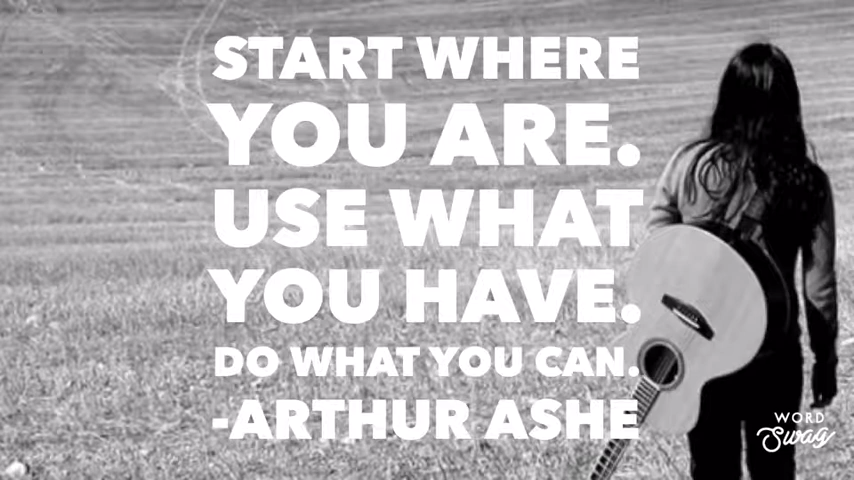 START WHERE
YOU ARE.
USE WHAT
YOU HAVE.
DO WHAT YOU CAN.
-ARTHUR ASHE
WORD
Swag